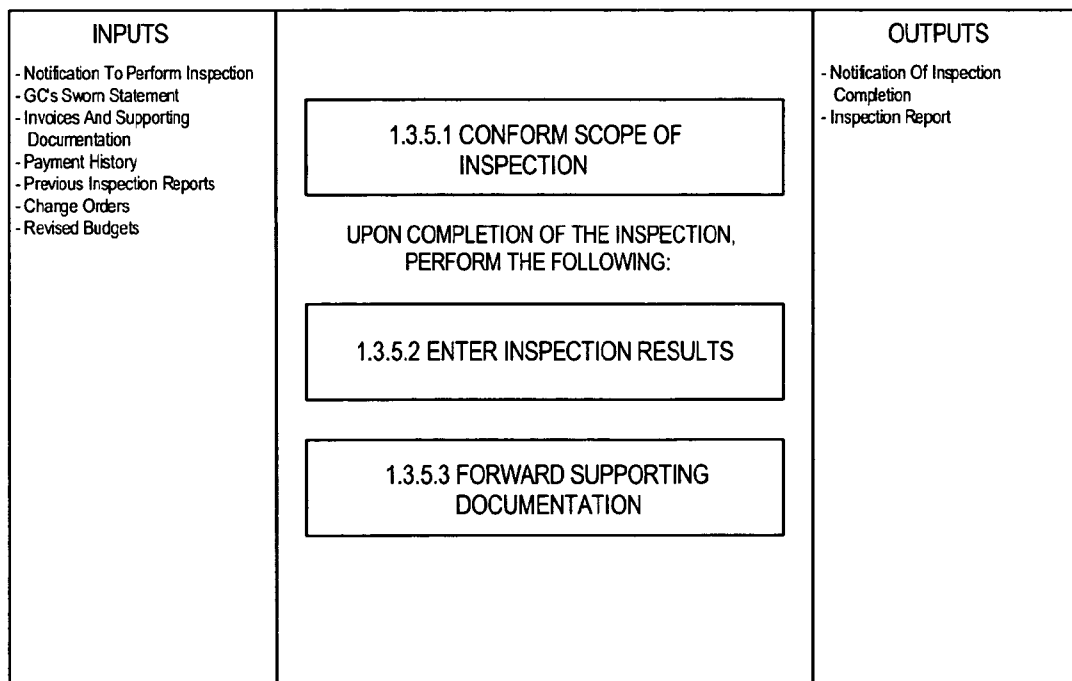 INPUTS
- Notification To Perform Inspection
- GC's Sworn Statement
- Invoices And Supporting
Documentation
- Payment History
- Previous Inspection Reports
- Change Orders
- Revised Budgets
1.3.5.1 CONFORM SCOPE OF
INSPECTION
UPON COMPLETION OF THE INSPECTION,
PERFORM THE FOLLOWING:
1.3.5.2 ENTER INSPECTION RESULTS
1.3.5.3 FORWARD SUPPORTING
DOCUMENTATION
OUTPUTS
- Notification Of Inspection
Completion
- Inspection Report